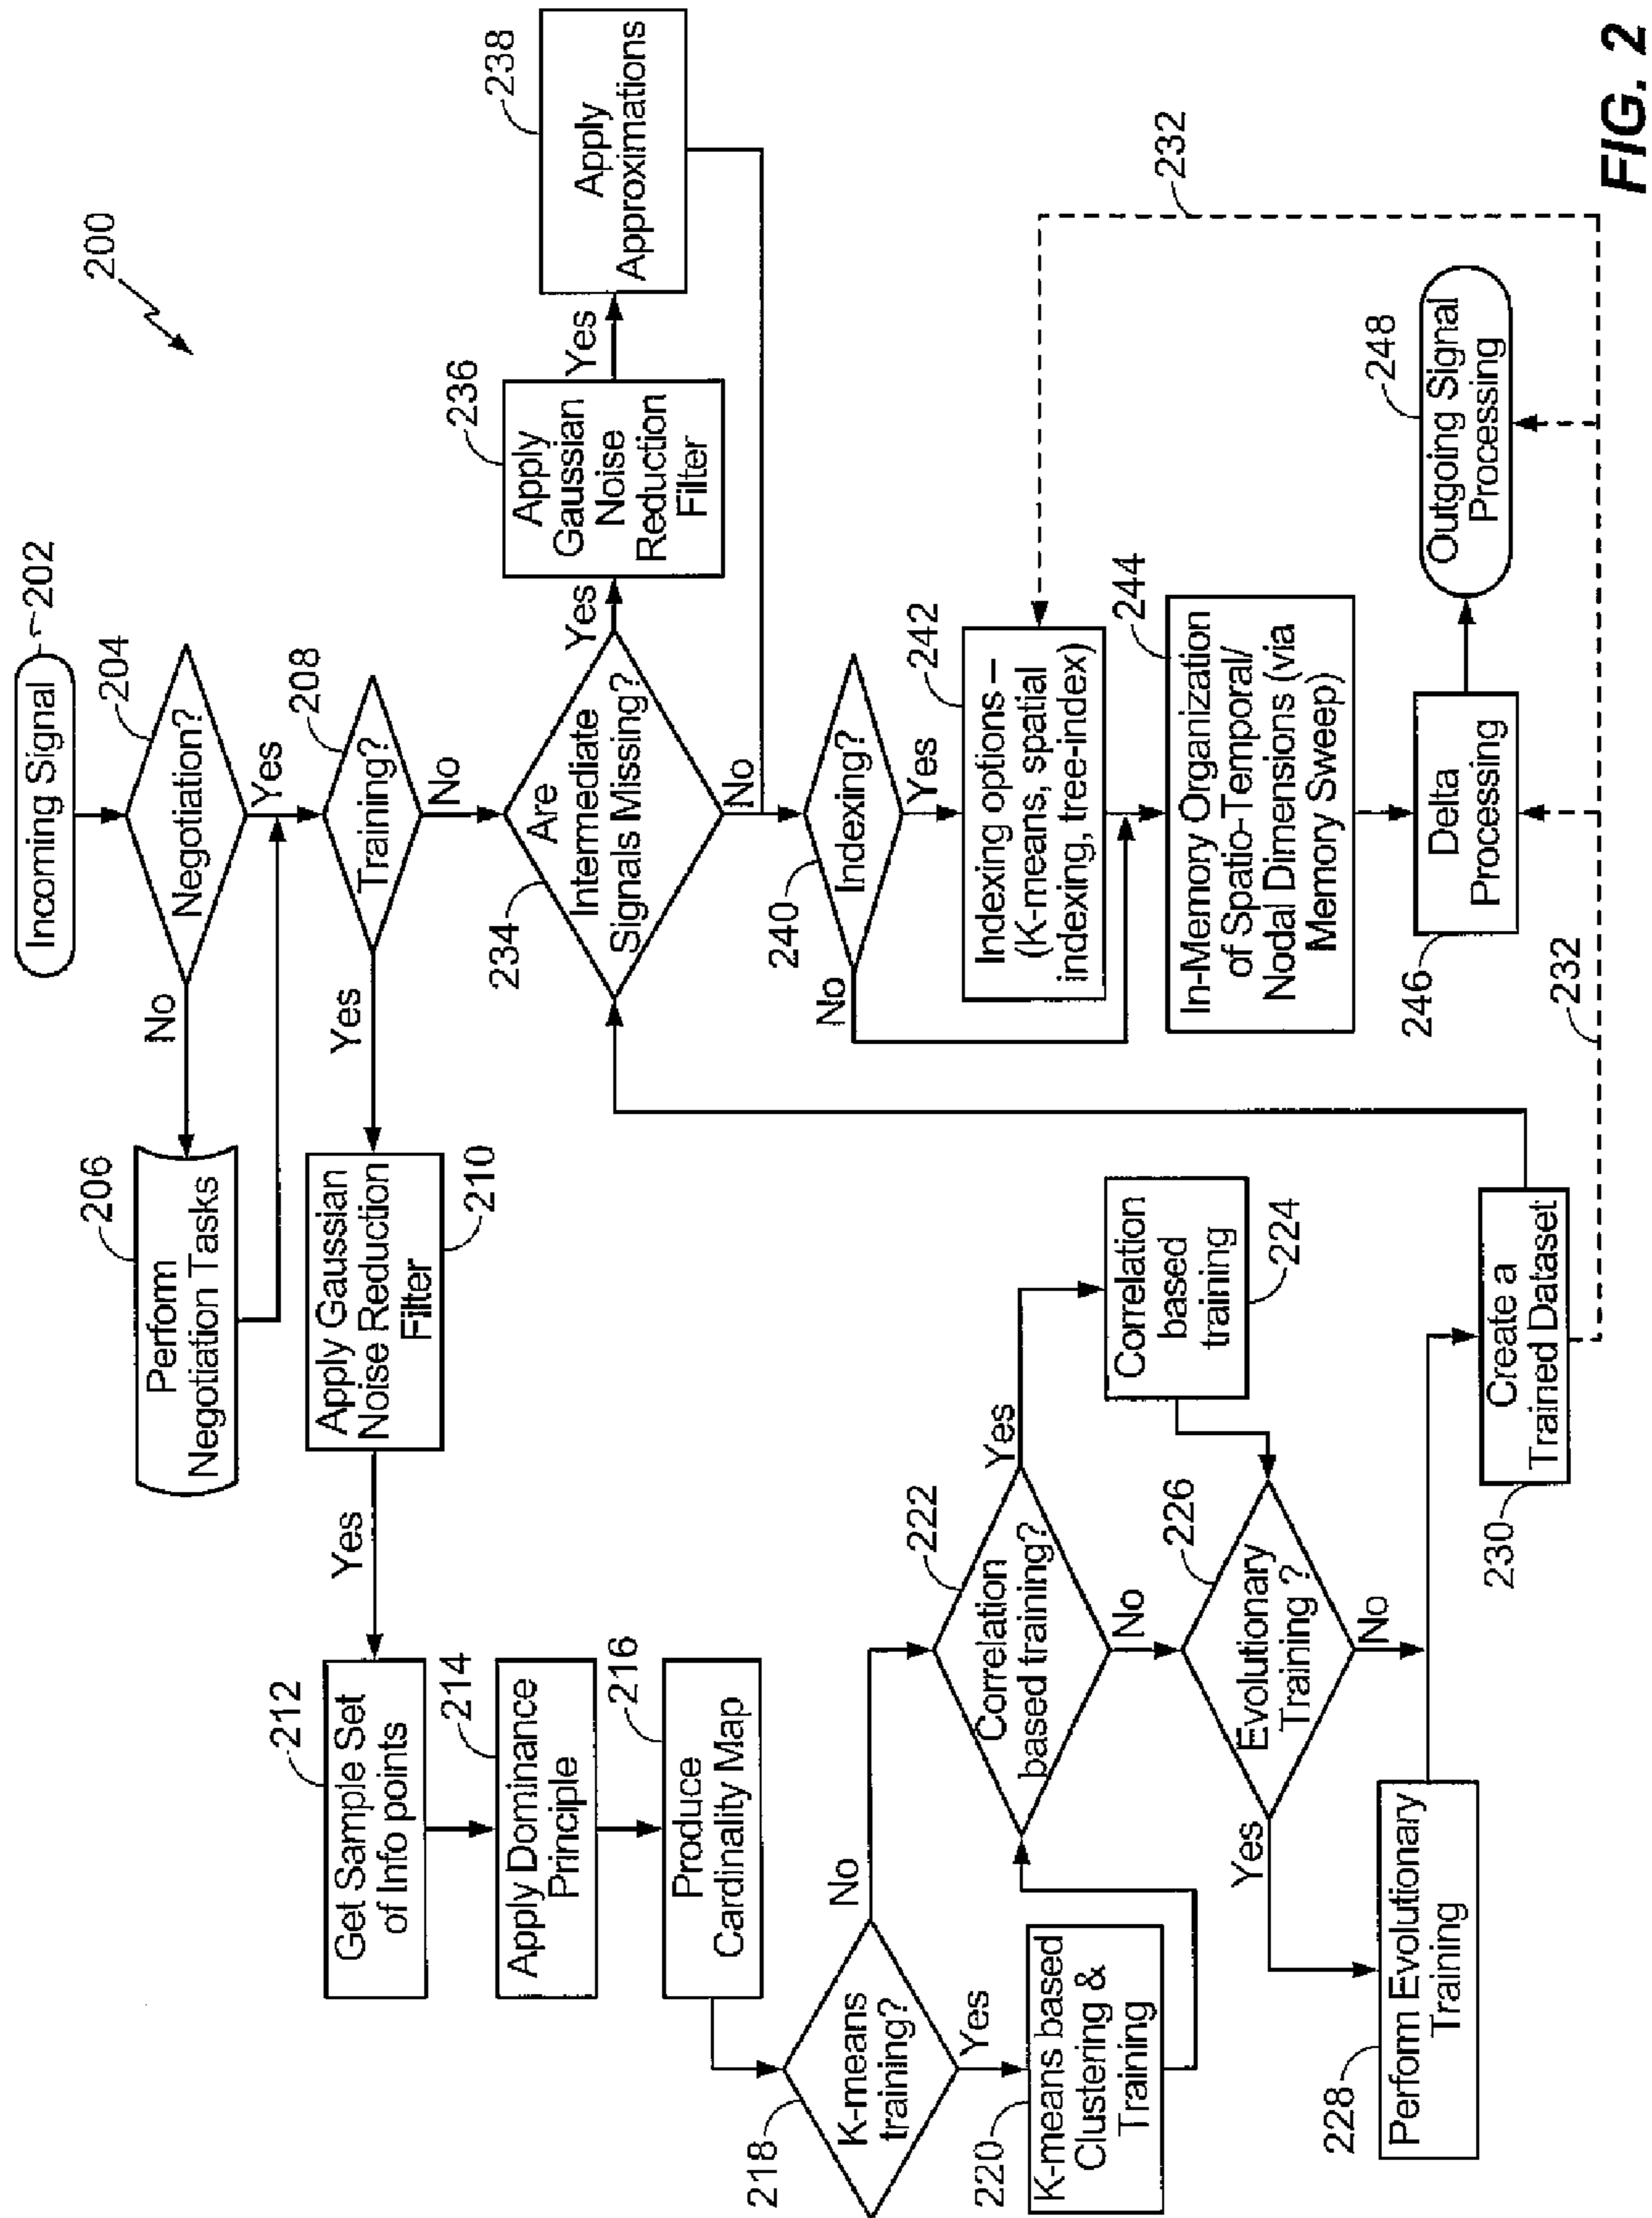 200
Incoming Signal
202
Negotiation?
204
No
Yes
Perform
Negotiation Tasks
206
Training?
208
Yes
No
Apply Gaussian
Noise Reduction
Filter
210
Yes
Get Sample Set
of Info points
212
Apply Dominance
Principle
214
Produce
Cardinality Map
216
K-means
training?
218
No
Yes
K-means based
Clustering &
Training
220
Correlation
based training?
222
Yes
No
Correlation
based
training
224
Evolutionary
Training ?
226
Yes
No
Perform Evolutionary
Training
228
Create a
Trained Dataset
230
232
Are
Intermediate
Signals Missing?
234
Yes
No
Apply
Gaussian
Noise
Reduction
Filter
236
Yes
Apply
Approximations
238
Indexing?
240
No
Yes
Indexing options –
(K-means, spatial
indexing, tree-index)
242
232
In-Memory Organization
of Spatio-Temporal/
Nodal Dimensions (via
Memory Sweep)
244
Delta
Processing
246
Outgoing Signal
Processing
248
FIG. 2